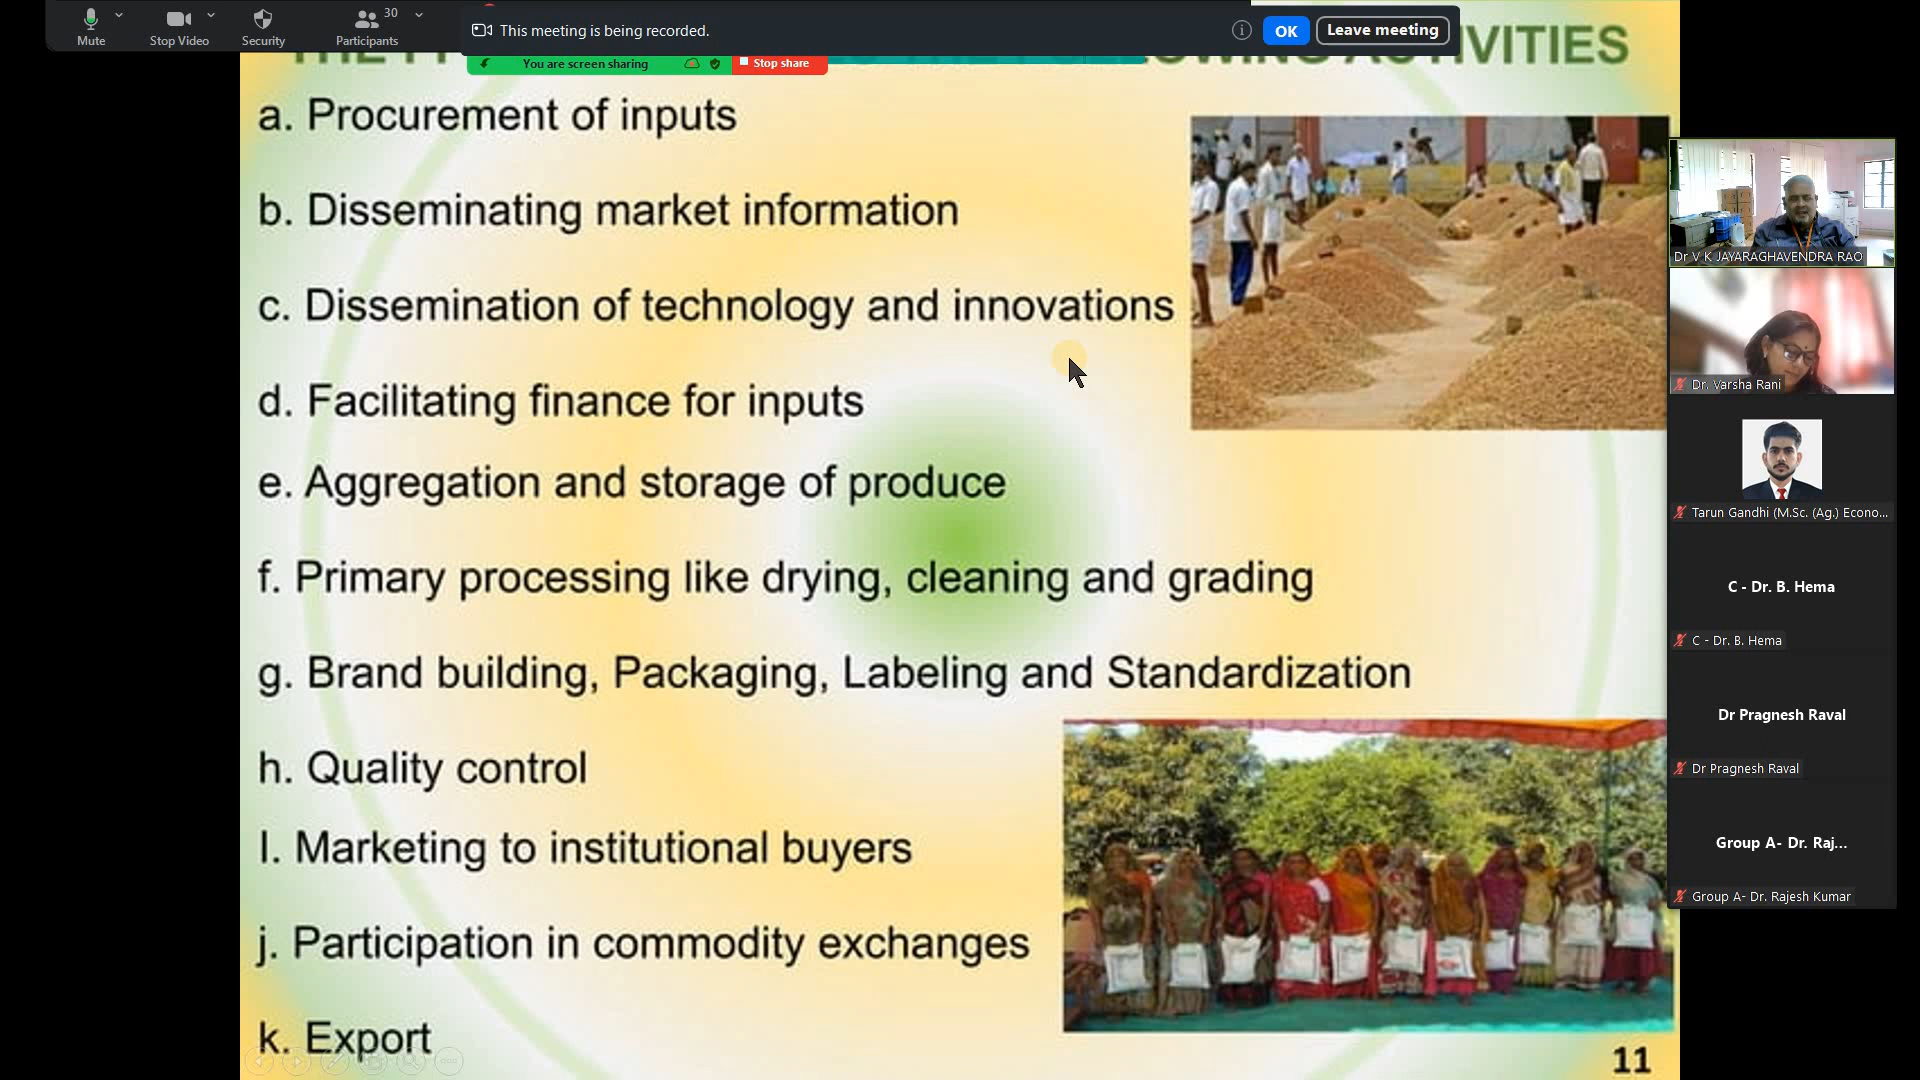 Mute
Stop Video
Security
Participants
30
This meeting is being recorded.
OK
Leave meeting
You are screen sharing
Stop share
a. Procurement of inputs
b. Disseminating market information
c. Dissemination of technology and innovations
d. Facilitating finance for inputs
e. Aggregation and storage of produce
f. Primary processing like drying, cleaning and grading
g. Brand building, Packaging, Labeling and Standardization
h. Quality control
I. Marketing to institutional buyers
j. Participation in commodity exchanges
k. Export
11
Dr V K JAYARAGHAVENDRA RAO
Dr. Varsha Rani
Tarun Gandhi (M.Sc. (Ag.) Econo...
C - Dr. B. Hema
C - Dr. B. Hema
Dr Pragnesh Raval
Dr Pragnesh Raval
Group A- Dr. Raj...
Group A- Dr. Rajesh Kumar